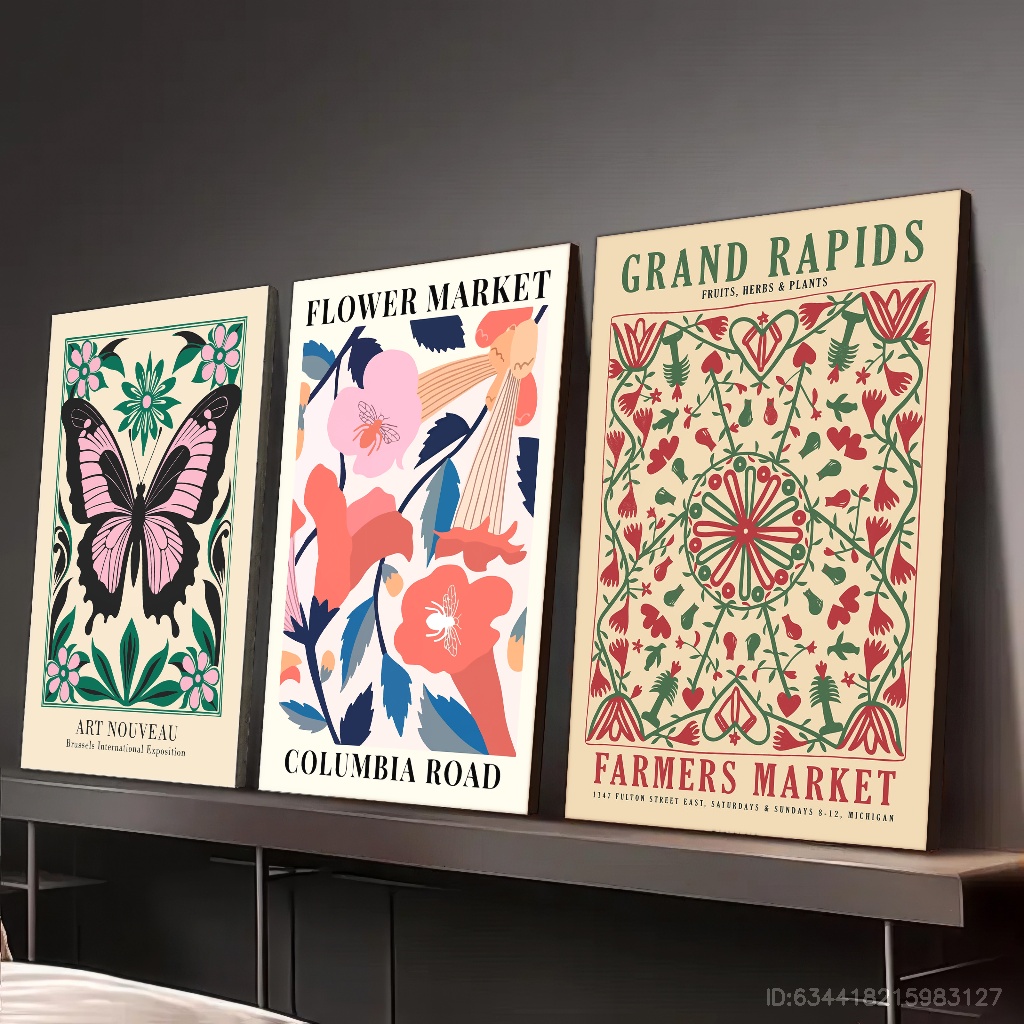 ART NOUVEAU
Brussels International Exposition
FLOWER MARKET
COLUMBIA ROAD
GRAND RAPIDS
FRUITS, HERBS & PLANTS
FARMERS MARKET
1347 FULTON STREET EAST, SATURDAYS & SUNDAYS 8-12, MICHIGAN
ID:634418215983127